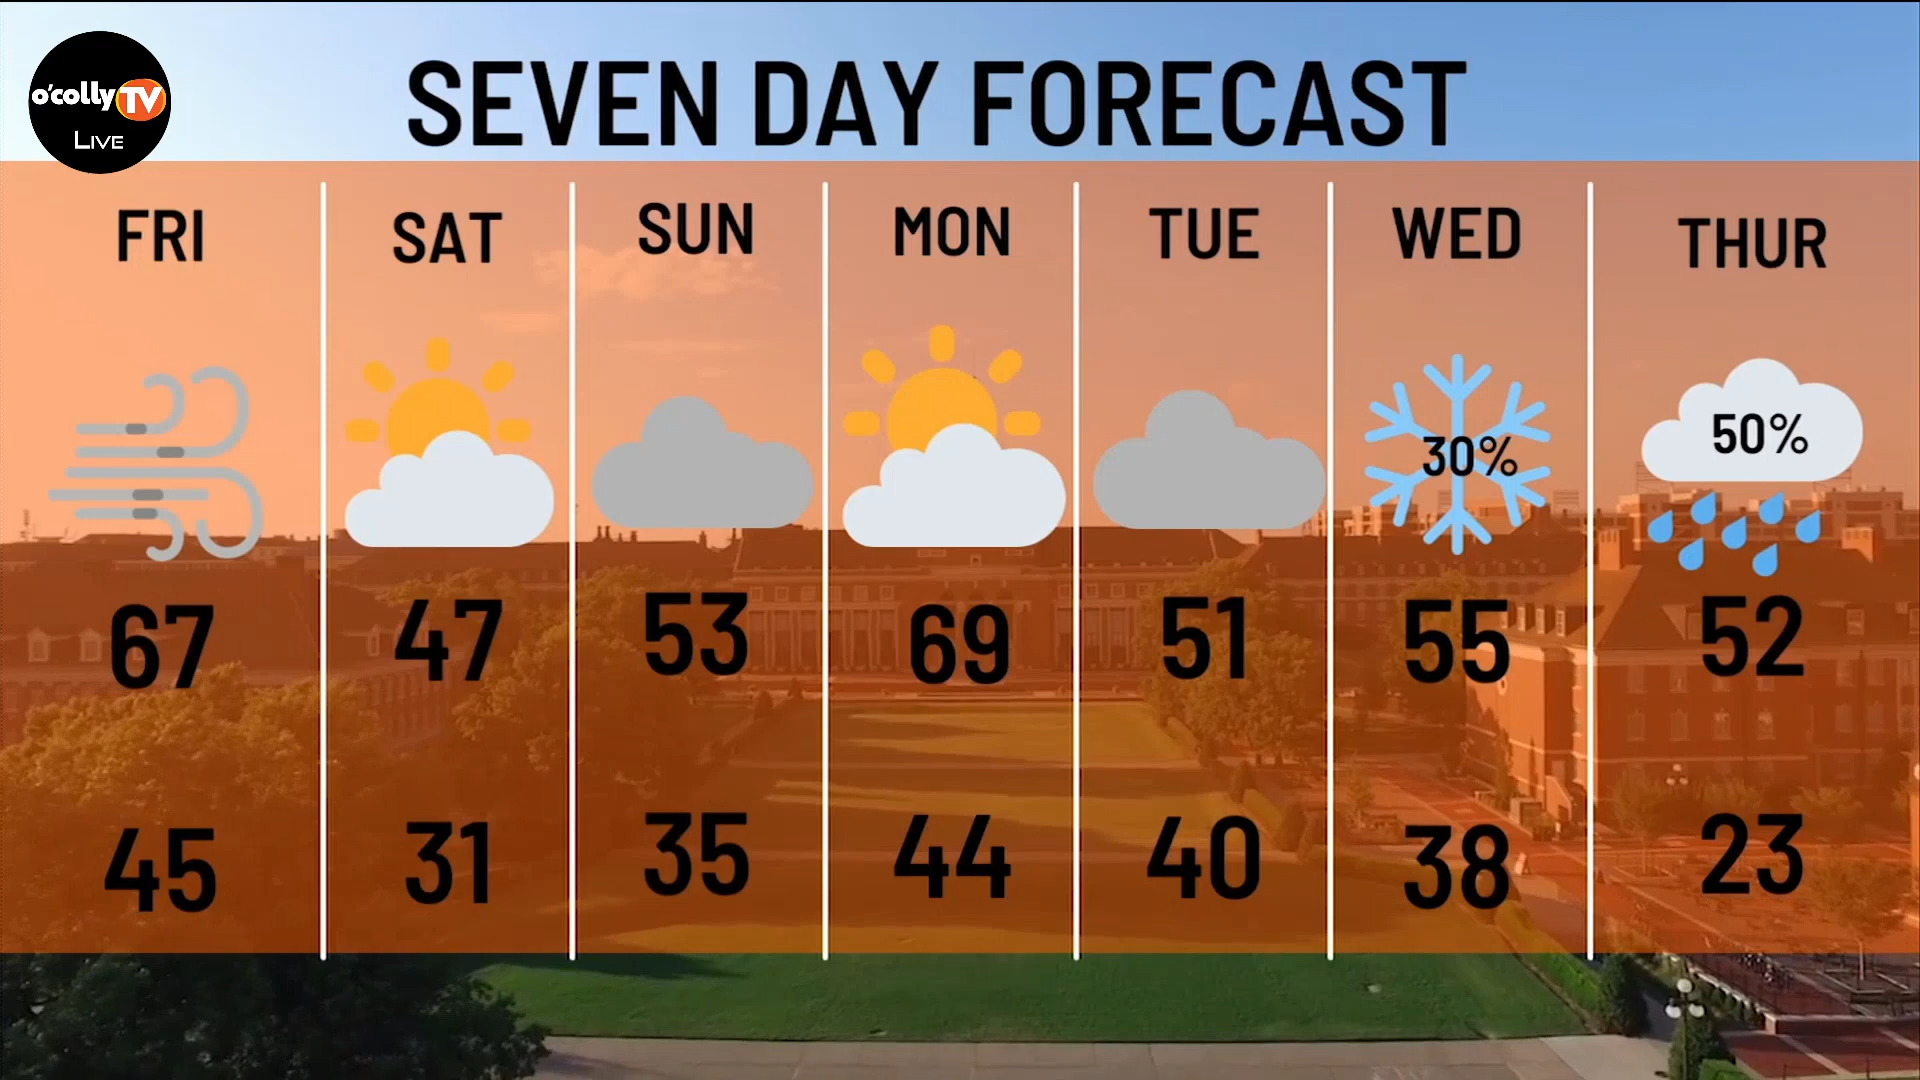 o'colly TV
LIVE
SEVEN DAY FORECAST
FRI SAT SUN MON TUE WED THUR
30% 50%
67 47 53 69 51 55 52
45 31 35 44 40 38 23